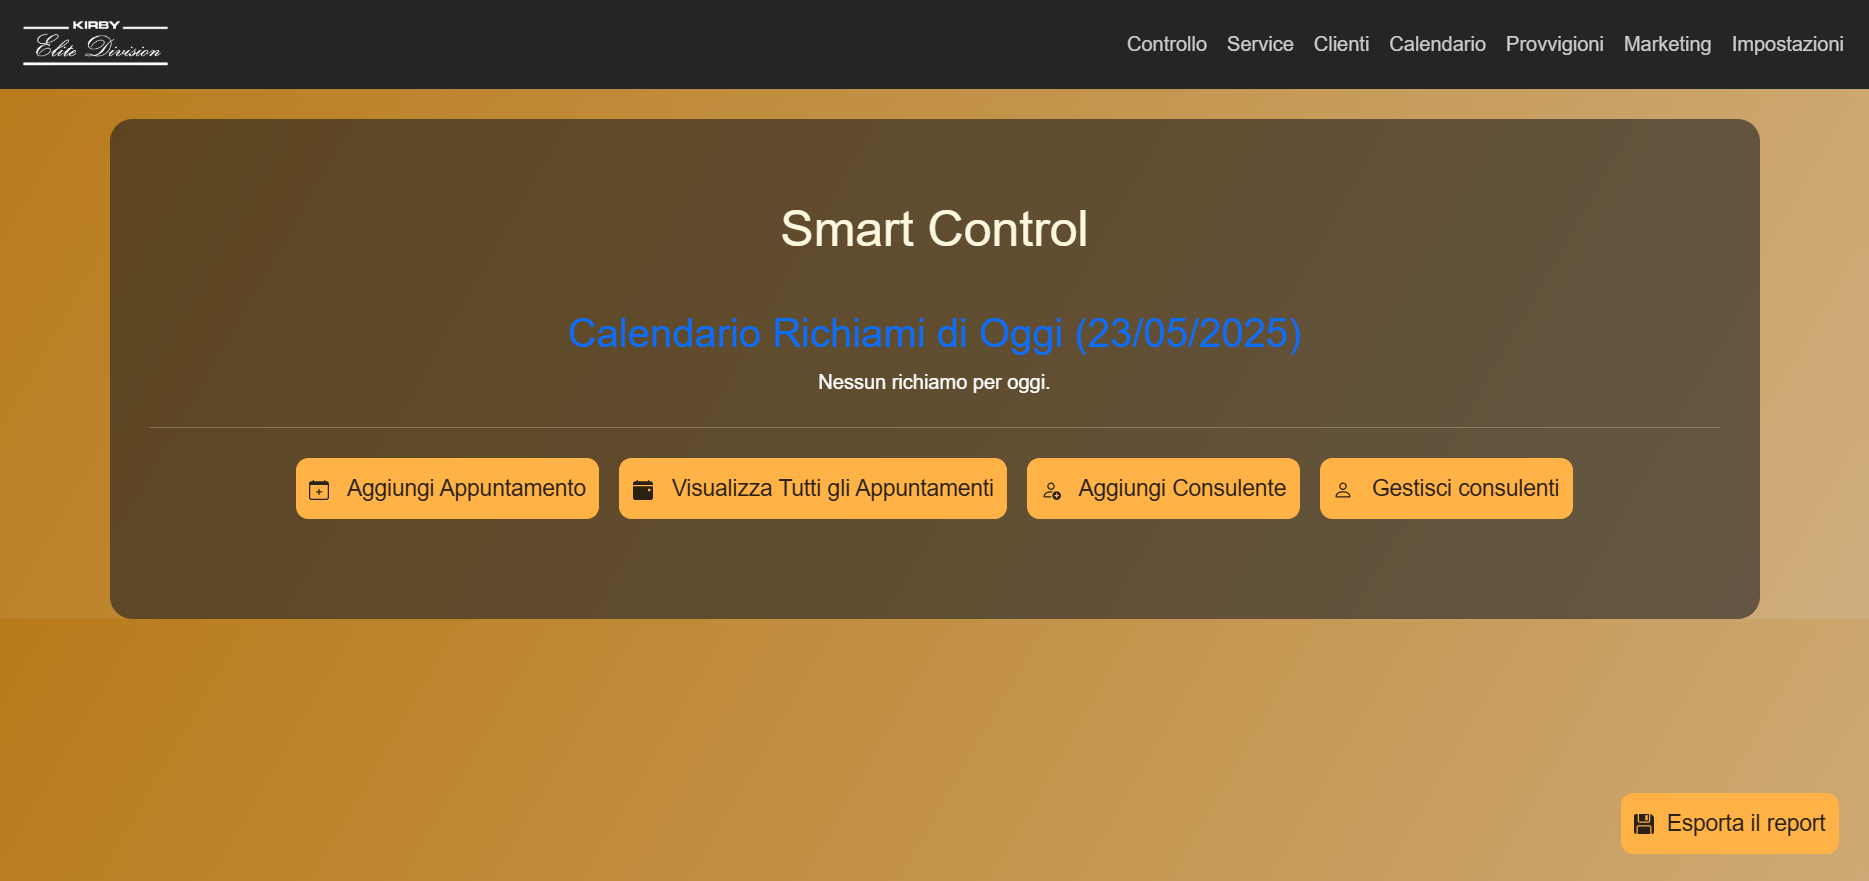 KIRBY
Elite Division
Controllo Service Clienti Calendario Provvigioni Marketing Impostazioni
Smart Control
Calendario Richiami di Oggi (23/05/2025)
Nessun richiamo per oggi.
Aggiungi Appuntamento Visualizza Tutti gli Appuntamenti Aggiungi Consulente Gestisci consulenti
Esporta il report